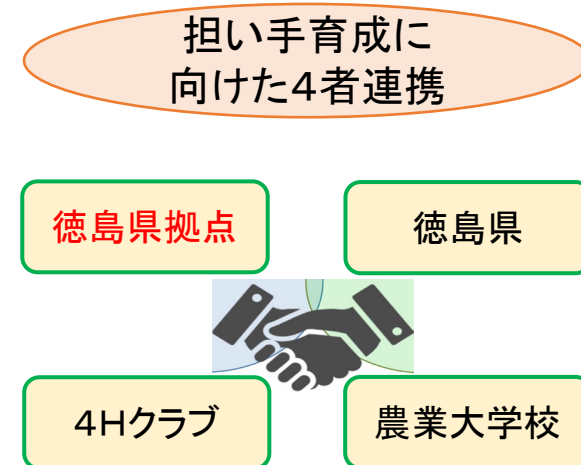 担い手育成に
向けた４者連携
徳島県拠点
徳島県
４Hクラブ
農業大学校